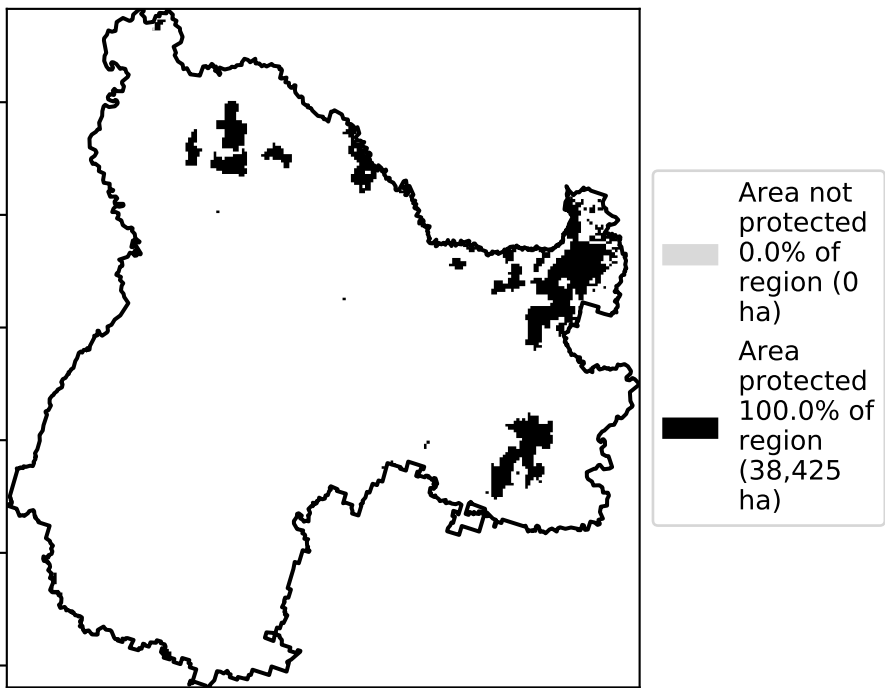 Area not
protected
0.0% of
region (0
ha)
Area
protected
100.0% of
region
(38,425
ha)